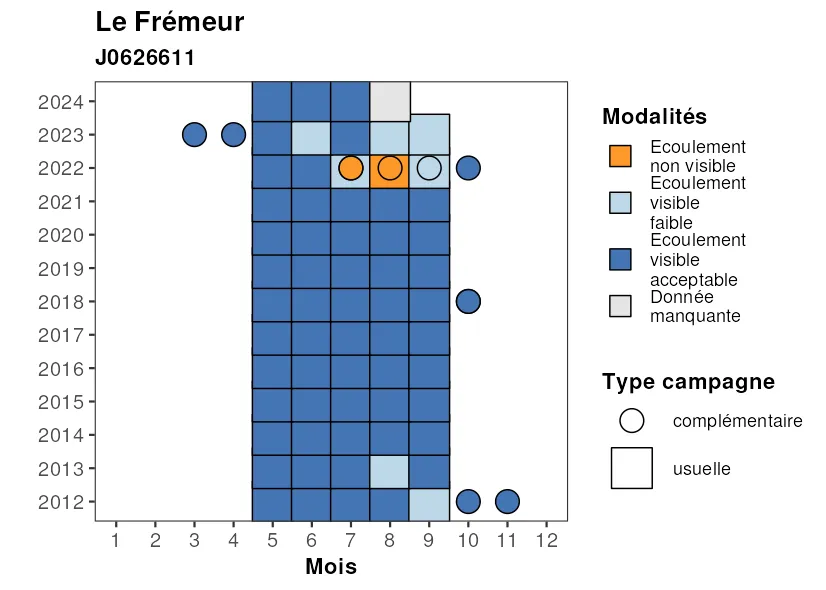 Le Frémeur
J0626611
2024
2023
2022
2021
2020
2019
2018
2017
2016
2015
2014
2013
2012
1 2 3 4 5 6 7 8 9 10 11 12
Mois
Modalités
Ecoulement
non visible
Ecoulement
visible
faible
Ecoulement
visible
acceptable
Donnée
manquante
Type campagne
complémentaire
usuelle